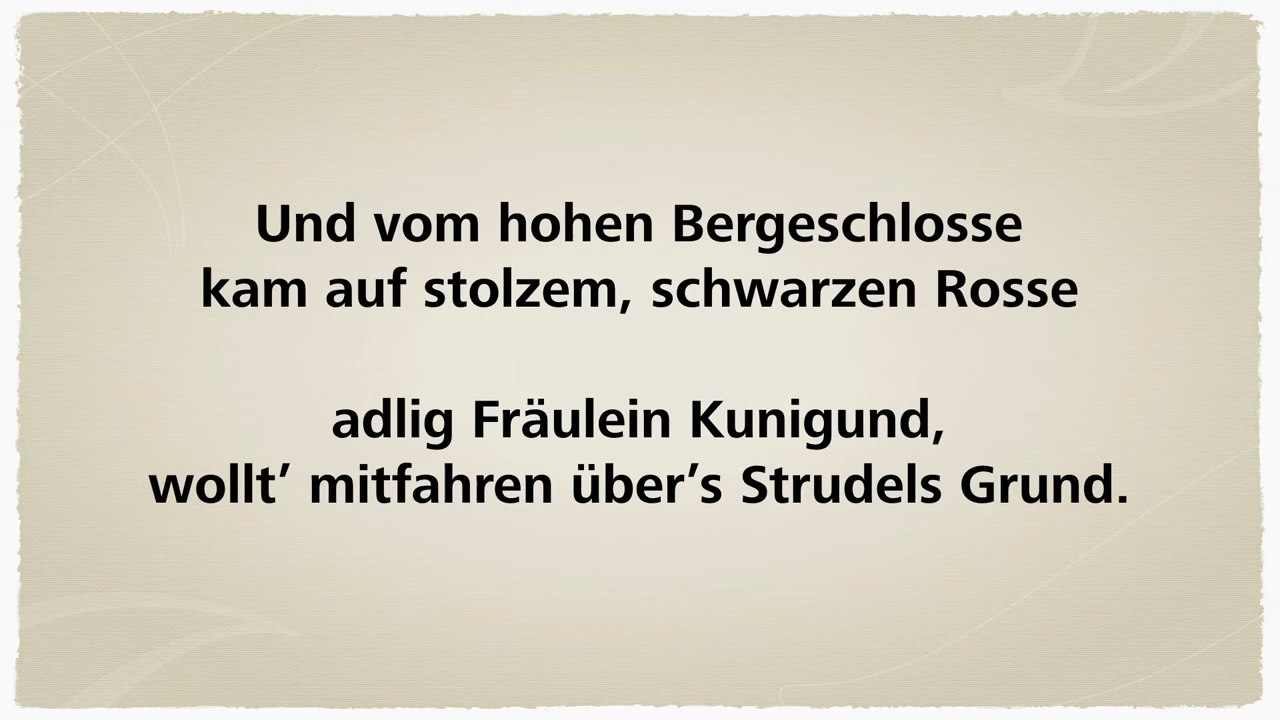 Und vom hohen Bergeschlosse
kam auf stolzem, schwarzen Rosse
adlig Fräulein Kunigund,
wollt’ mitfahren über’s Strudels Grund.